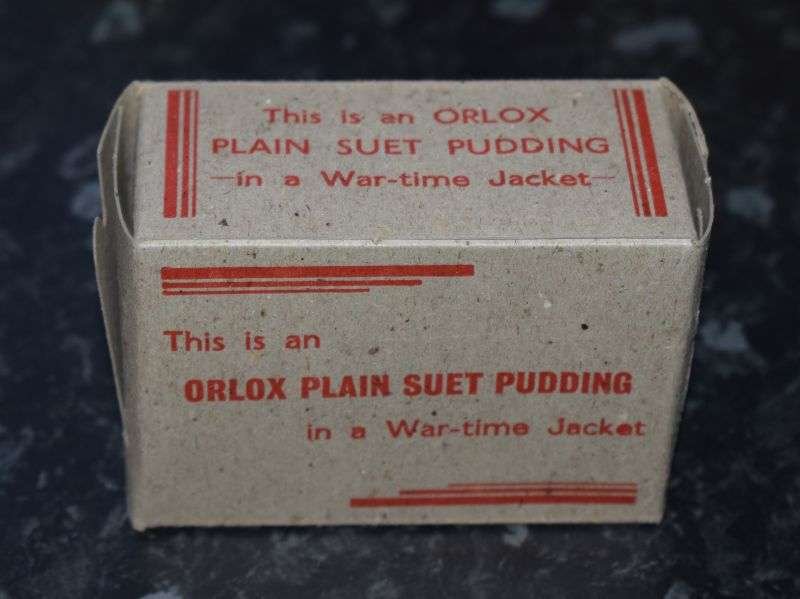 This is an ORLOX
PLAIN SUET PUDDING
—in a War-time Jacket—
This is an
ORLOX PLAIN SUET PUDDING
in a War-time Jacket